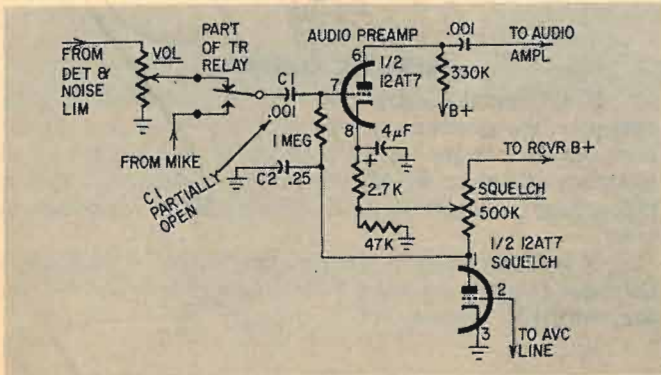 FROM
DET &
NOISE
LIM
VOL
PART
OF TR
RELAY
AUDIO PREAMP
.001
TO AUDIO
AMPL
6
1/2
12AT7
330K
B+
C1
.001
7
8
4µF
+
1 MEG
FROM MIKE
C2 .25
C1
PARTIALLY
OPEN
2.7K
47K
TO RCVR B+
SQUELCH
500K
1/2 12AT7
SQUELCH
1
2
3
TO AVC
LINE